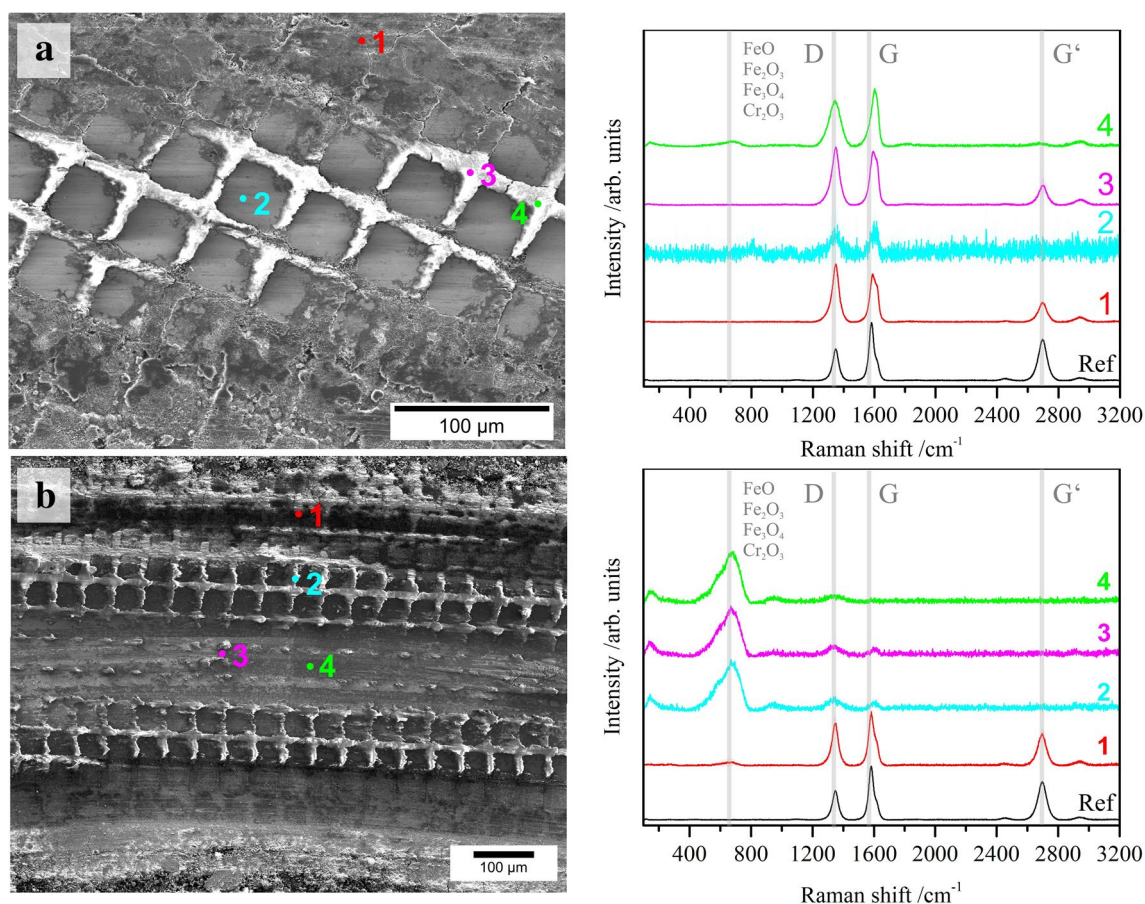 a
1
2
3
4
100 µm
FeO
Fe2O3
Fe3O4
Cr2O3
D
G
G‘
4
3
2
1
Ref
Intensity /arb. units
400 800 1200 1600 2000 2400 2800 3200
Raman shift /cm-1
b
1
2
3
4
100 µm
FeO
Fe2O3
Fe3O4
Cr2O3
D
G
G‘
4
3
2
1
Ref
Intensity /arb. units
400 800 1200 1600 2000 2400 2800 3200
Raman shift /cm-1